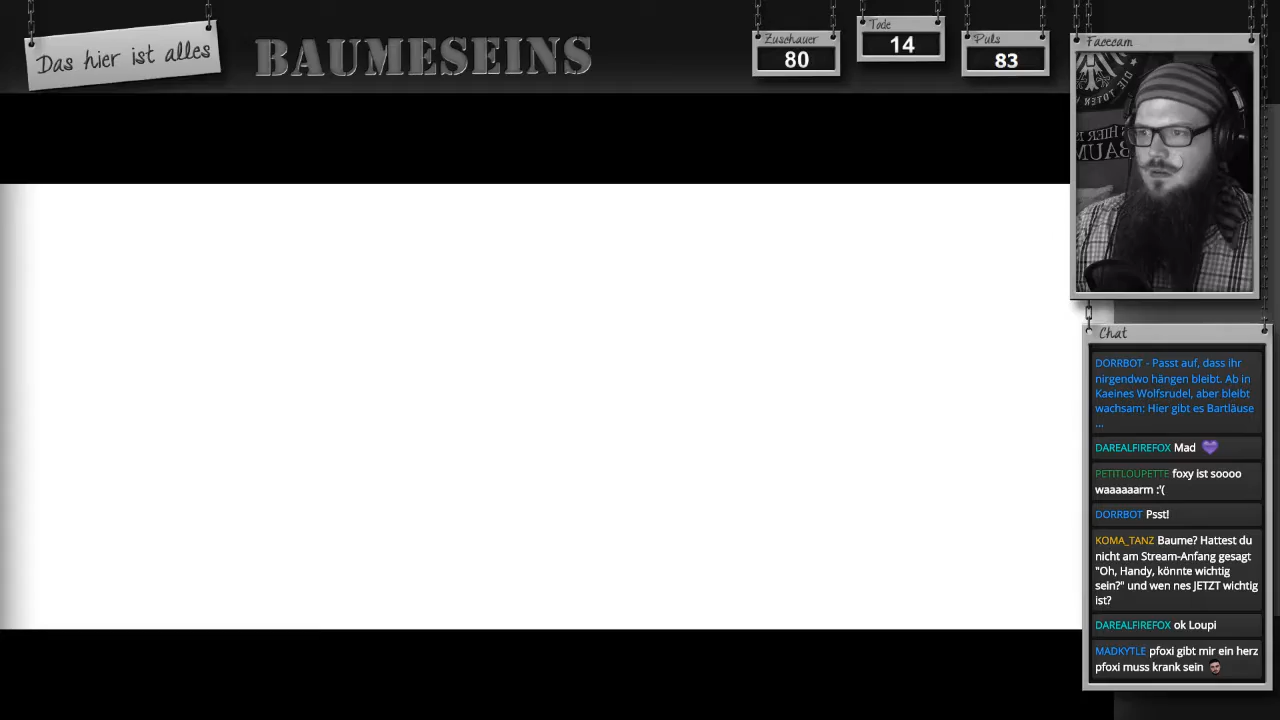 Das hier ist alles
BAUMESEINS
Zuschauer
80
Tode
14
Puls
83
Facecam
DIE TOTEN
Chat
DORRBOT - Passt auf, dass ihr
nirgendwo hängen bleibt. Ab in
Kaeines Wolfsrudel, aber bleibt
wachsam: Hier gibt es Bartläuse
...
DAREALFIREFOX Mad
PETITLOUPETTE foxy ist soooo
waaaaaarm :'(
DORRBOT Psst!
KOMA_TANZ Baume? Hattest du
nicht am Stream-Anfang gesagt
"Oh, Handy, könnte wichtig
sein?" und wen nes JETZT wichtig
ist?
DAREALFIREFOX ok Loupi
MADKYTLE pfoxi gibt mir ein herz
pfoxi muss krank sein